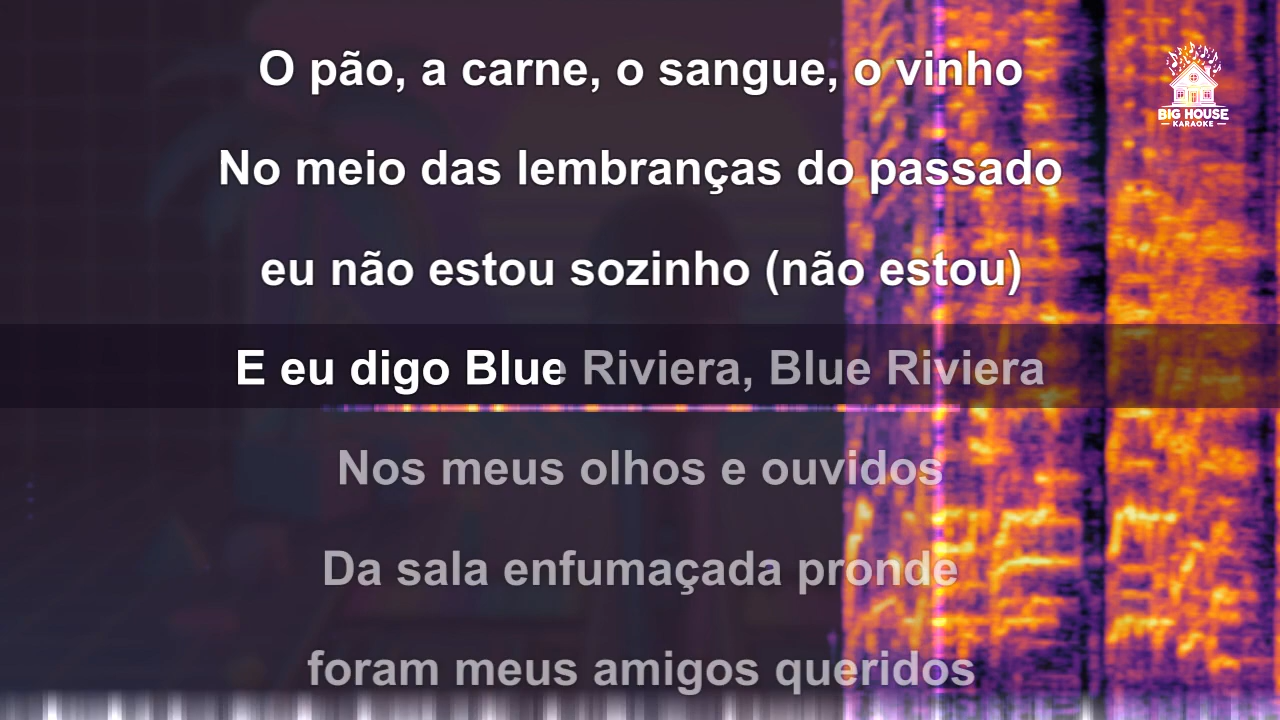 O pão, a carne, o sangue, o vinho
BIG HOUSE
KARAOKE
No meio das lembranças do passado
eu não estou sozinho (não estou)
E eu digo Blue Riviera, Blue Riviera
Nos meus olhos e ouvidos
Da sala enfumaçada pronde
foram meus amigos queridos